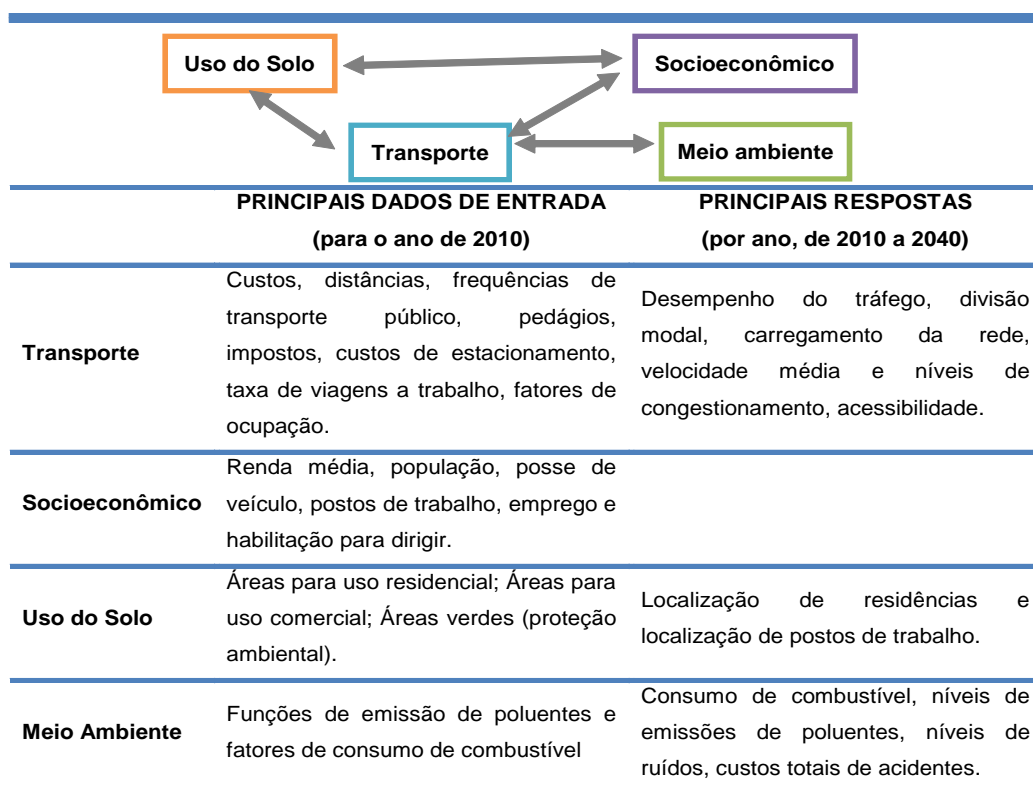 Uso do Solo
Socioeconômico
Transporte
Meio ambiente
PRINCIPAIS DADOS DE ENTRADA
(para o ano de 2010)
PRINCIPAIS RESPOSTAS
(por ano, de 2010 a 2040)
Transporte
Custos, distâncias, frequências de
transporte público, pedágios,
impostos, custos de estacionamento,
taxa de viagens a trabalho, fatores de
ocupação.
Desempenho do tráfego, divisão
modal, carregamento da rede,
velocidade média e níveis de
congestionamento, acessibilidade.
Socioeconômico
Renda média, população, posse de
veículo, postos de trabalho, emprego e
habilitação para dirigir.
Uso do Solo
Áreas para uso residencial; Áreas para
uso comercial; Áreas verdes (proteção
ambiental).
Localização de residências e
localização de postos de trabalho.
Meio Ambiente
Funções de emissão de poluentes e
fatores de consumo de combustível
Consumo de combustível, níveis de
emissões de poluentes, níveis de
ruídos, custos totais de acidentes.